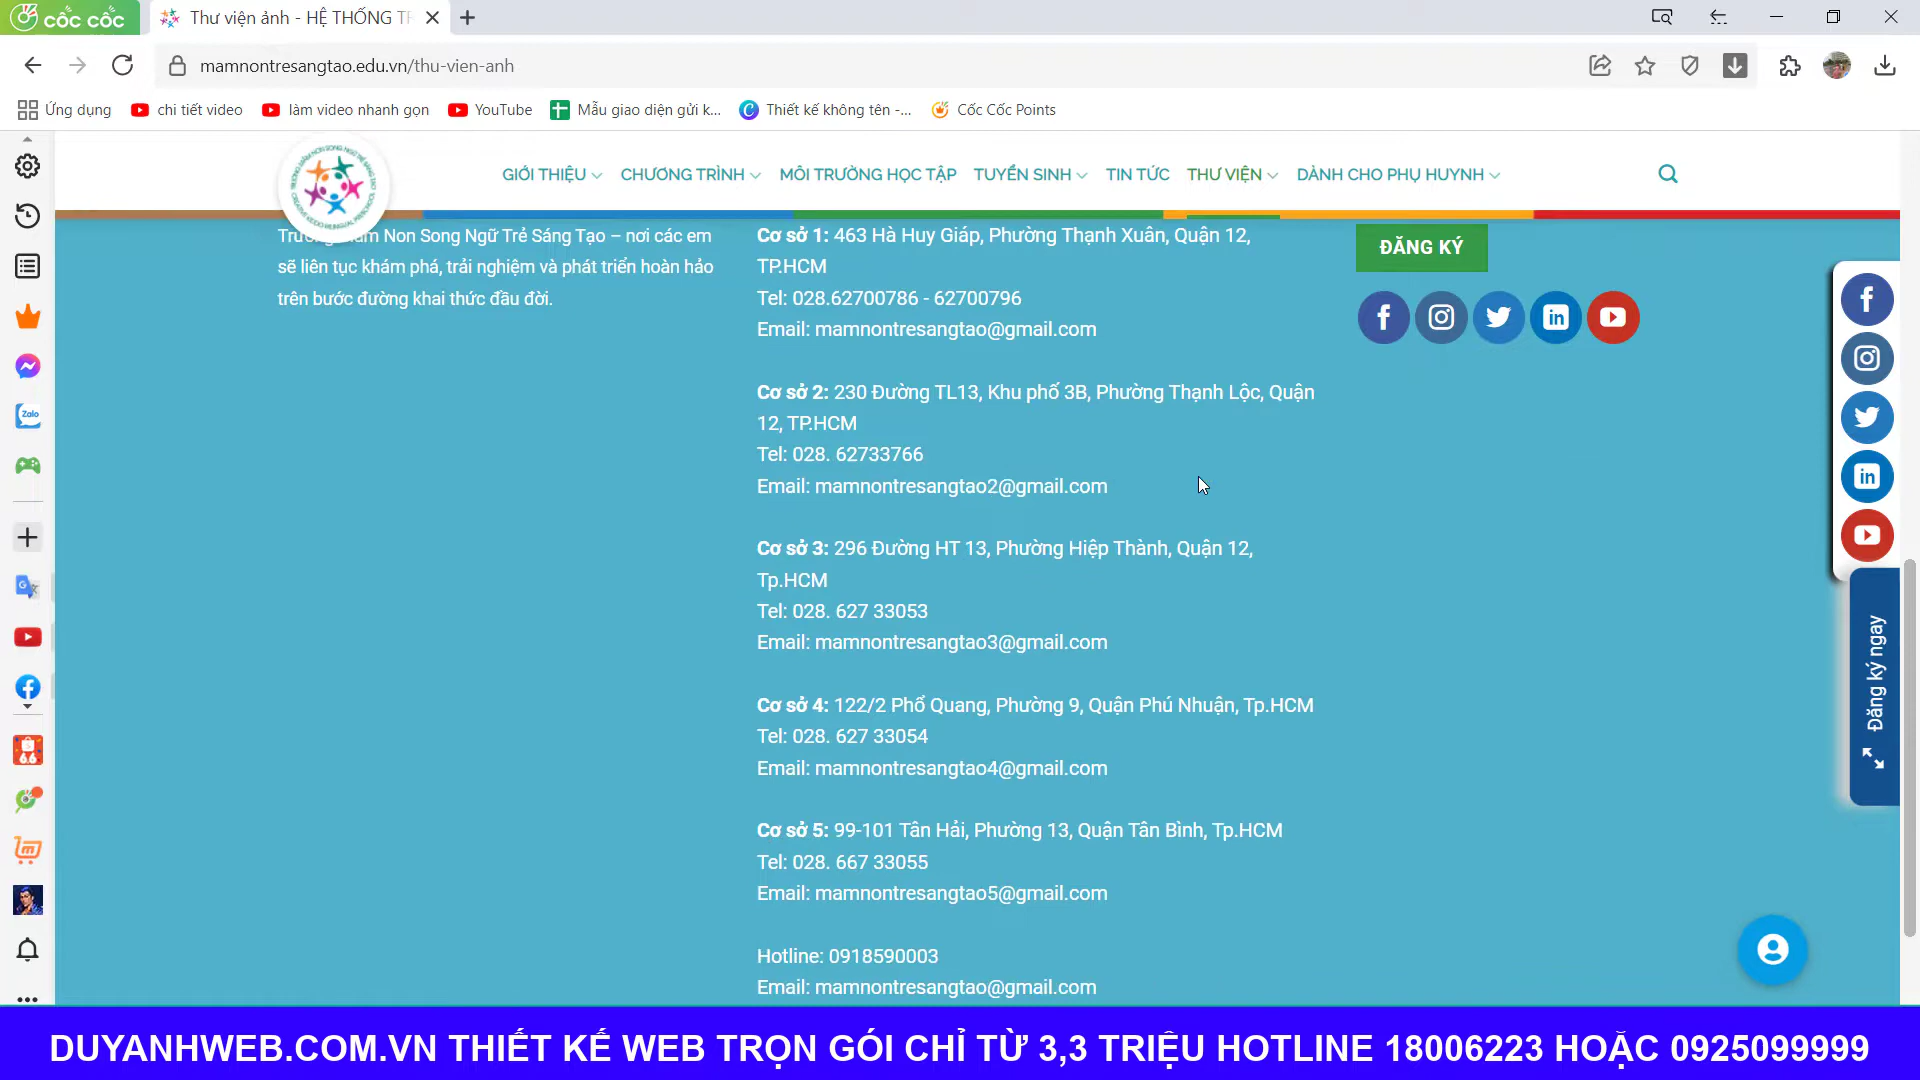 cốc cốc
Thư viện ảnh - HỆ THỐNG TR
mamnontresangtao.edu.vn/thu-vien-anh
Ứng dụng chi tiết video làm video nhanh gọn YouTube Mẫu giao diện gửi k... Thiết kế không tên -... Cốc Cốc Points
GIỚI THIỆU CHƯƠNG TRÌNH MÔI TRƯỜNG HỌC TẬP TUYỂN SINH TIN TỨC THƯ VIỆN DÀNH CHO PHỤ HUYNH
Trường Mầm Non Song Ngữ Trẻ Sáng Tạo – nơi các em
sẽ liên tục khám phá, trải nghiệm và phát triển hoàn hảo
trên bước đường khai thức đầu đời.
Cơ sở 1: 463 Hà Huy Giáp, Phường Thạnh Xuân, Quận 12,
TP.HCM
Tel: 028.62700786 - 62700796
Email: mamnontresangtao@gmail.com
Cơ sở 2: 230 Đường TL13, Khu phố 3B, Phường Thạnh Lộc, Quận
12, TP.HCM
Tel: 028. 62733766
Email: mamnontresangtao2@gmail.com
Cơ sở 3: 296 Đường HT 13, Phường Hiệp Thành, Quận 12,
Tp.HCM
Tel: 028. 627 33053
Email: mamnontresangtao3@gmail.com
Cơ sở 4: 122/2 Phổ Quang, Phường 9, Quận Phú Nhuận, Tp.HCM
Tel: 028. 627 33054
Email: mamnontresangtao4@gmail.com
Cơ sở 5: 99-101 Tân Hải, Phường 13, Quận Tân Bình, Tp.HCM
Tel: 028. 667 33055
Email: mamnontresangtao5@gmail.com
Hotline: 0918590003
Email: mamnontresangtao@gmail.com
ĐĂNG KÝ
Đăng ký ngay
Zalo
DUYANHWEB.COM.VN THIẾT KẾ WEB TRỌN GÓI CHỈ TỪ 3,3 TRIỆU HOTLINE 18006223 HOẶC 0925099999